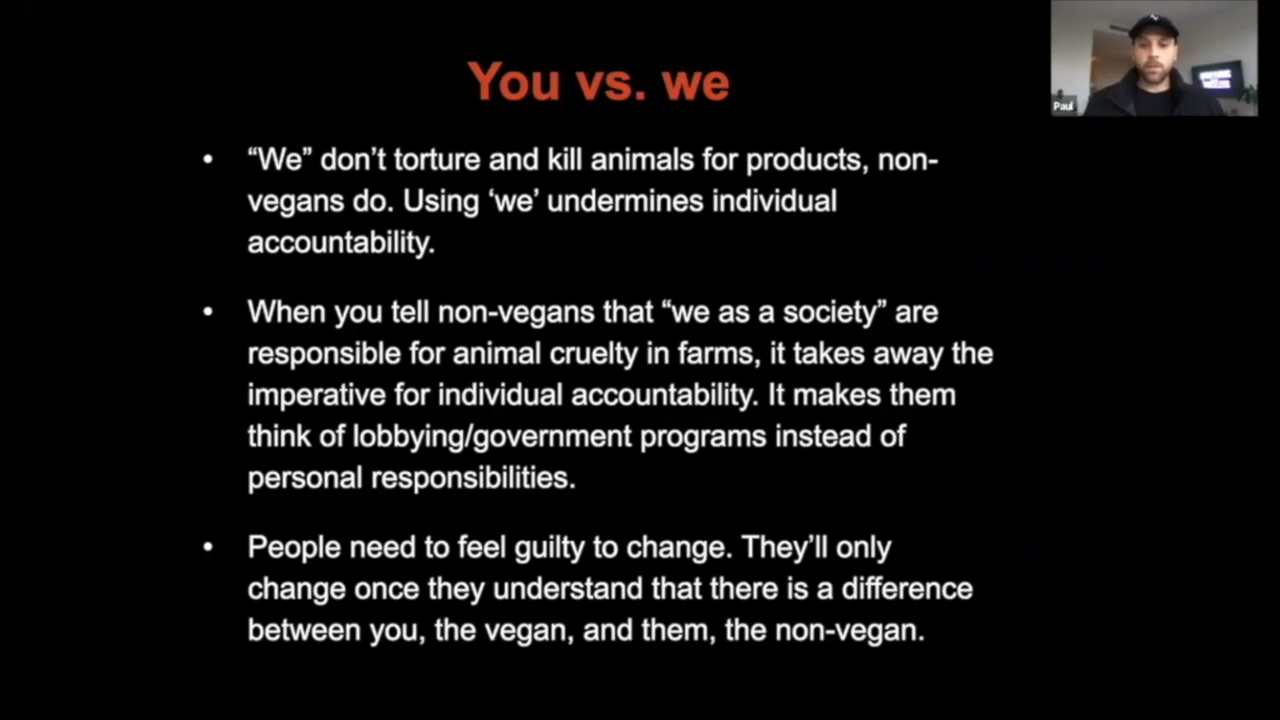 You vs. we
• “We” don’t torture and kill animals for products, non-
vegans do. Using ‘we’ undermines individual
accountability.
• When you tell non-vegans that “we as a society” are
responsible for animal cruelty in farms, it takes away the
imperative for individual accountability. It makes them
think of lobbying/government programs instead of
personal responsibilities.
• People need to feel guilty to change. They’ll only
change once they understand that there is a difference
between you, the vegan, and them, the non-vegan.
Paul
VOICELESS